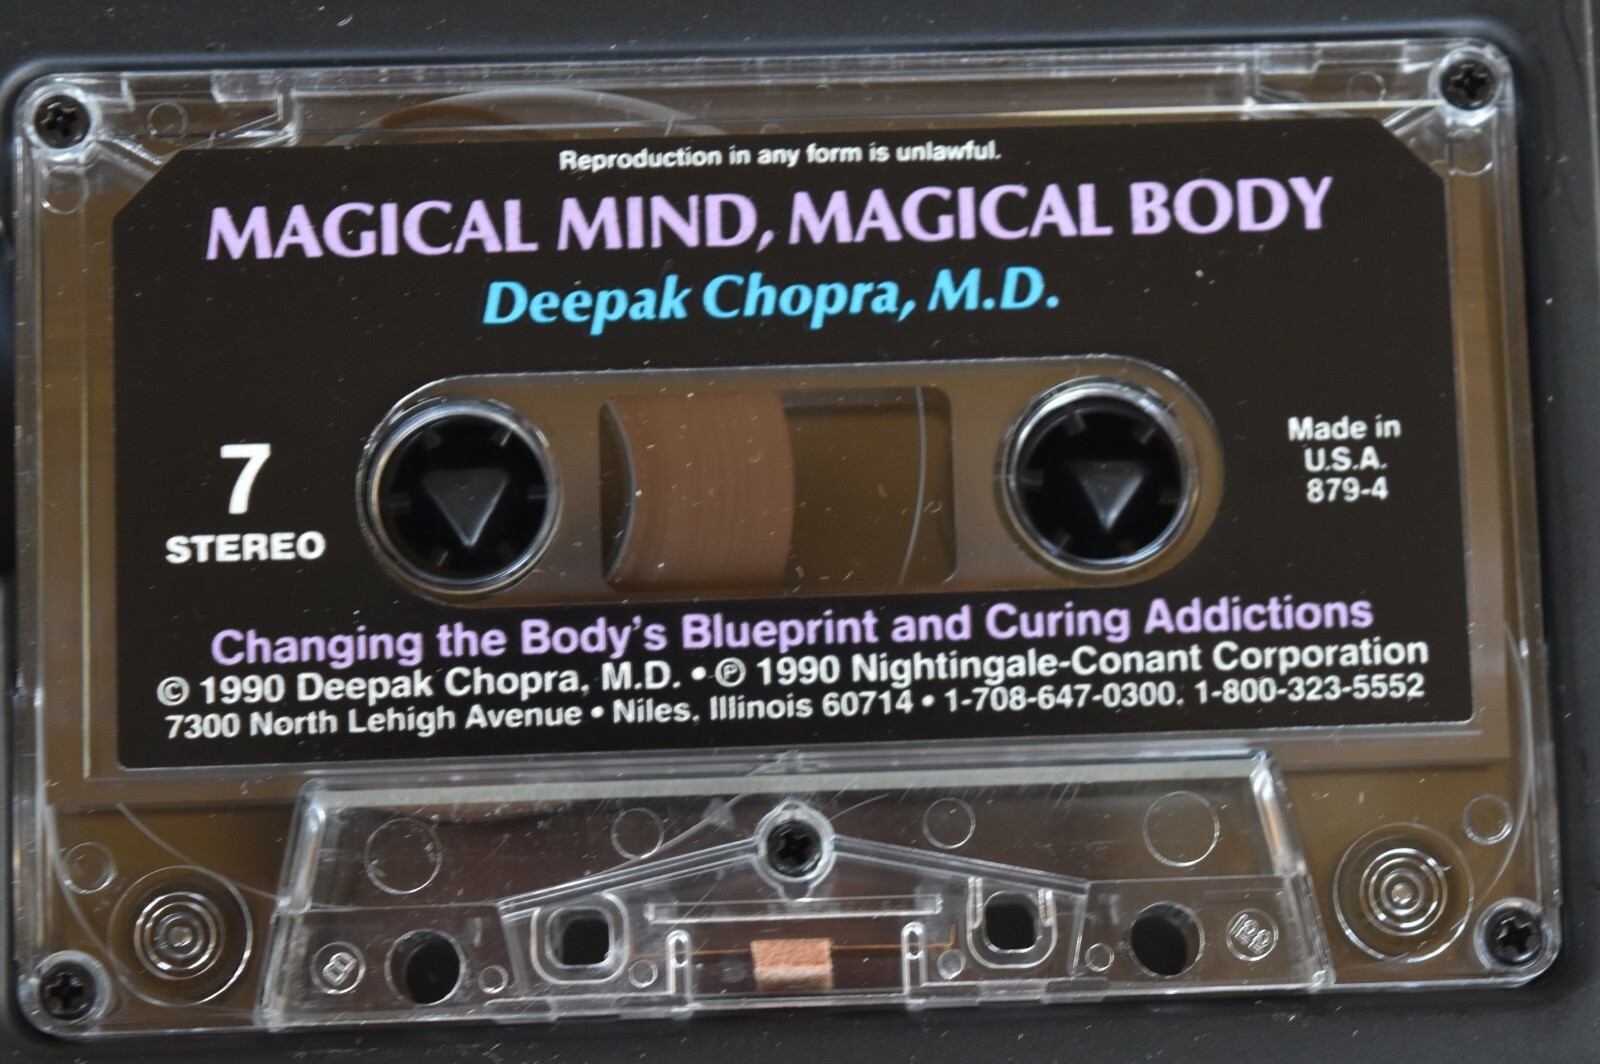 Reproduction in any form is unlawful.
MAGICAL MIND, MAGICAL BODY
Deepak Chopra, M.D.
7
STEREO
Made in
U.S.A.
879-4
Changing the Body's Blueprint and Curing Addictions
© 1990 Deepak Chopra, M.D. • ℗ 1990 Nightingale-Conant Corporation
7300 North Lehigh Avenue • Niles, Illinois 60714 • 1-708-647-0300. 1-800-323-5552
B